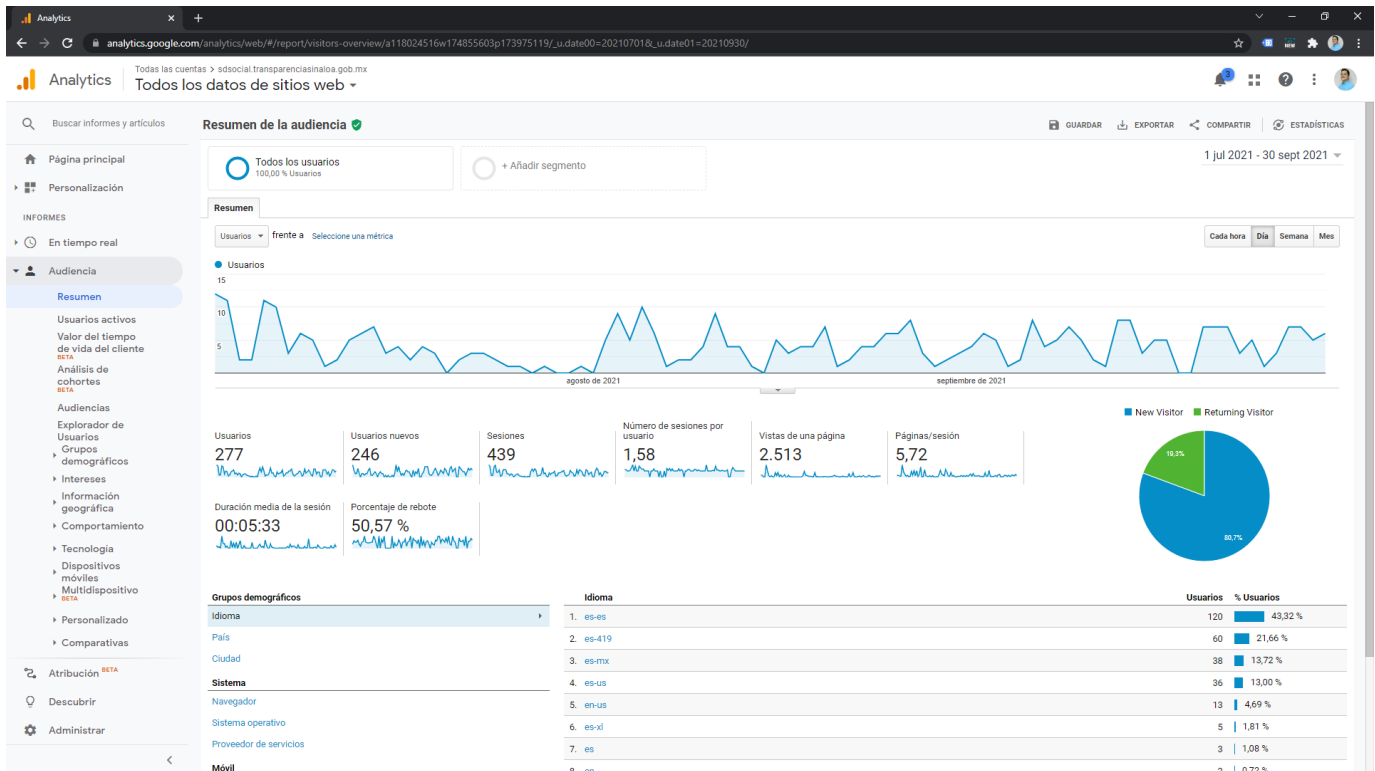 Analytics
analytics.google.com/analytics/web/#/report/visitors-overview/a118024516w174855603p173975119/_u.date00=20210701&_u.date01=20210930/
NEW
Analytics
Todas las cuentas > sdsocial.transparenciasinaloa.gob.mx
Todos los datos de sitios web
3
Buscar informes y artículos
Página principal
Personalización
INFORMES
En tiempo real
Audiencia
Resumen
Usuarios activos
Valor del tiempo
de vida del cliente
BETA
Análisis de
cohortes
BETA
Audiencias
Explorador de
Usuarios
Grupos
demográficos
Intereses
Información
geográfica
Comportamiento
Tecnología
Dispositivos
móviles
Multidispositivo
BETA
Personalizado
Comparativas
Atribución BETA
Descubrir
Administrar
Resumen de la audiencia
GUARDAR EXPORTAR COMPARTIR ESTADÍSTICAS
Todos los usuarios
100,00 % Usuarios
+ Añadir segmento
1 jul 2021 - 30 sept 2021
Resumen
Usuarios frente a Seleccione una métrica
Cada hora Día Semana Mes
Usuarios
15
10
5
agosto de 2021 septiembre de 2021
New Visitor Returning Visitor
19,3%
80,7%
Usuarios
277
Usuarios nuevos
246
Sesiones
439
Número de sesiones por
usuario
1,58
Vistas de una página
2.513
Páginas/sesión
5,72
Duración media de la sesión
00:05:33
Porcentaje de rebote
50,57 %
Grupos demográficos
Idioma
País
Ciudad
Sistema
Navegador
Sistema operativo
Proveedor de servicios
Móvil
Idioma Usuarios % Usuarios
1. es-es 120 43,32 %
2. es-419 60 21,66 %
3. es-mx 38 13,72 %
4. es-us 36 13,00 %
5. en-us 13 4,69 %
6. es-xl 5 1,81 %
7. es 3 1,08 %